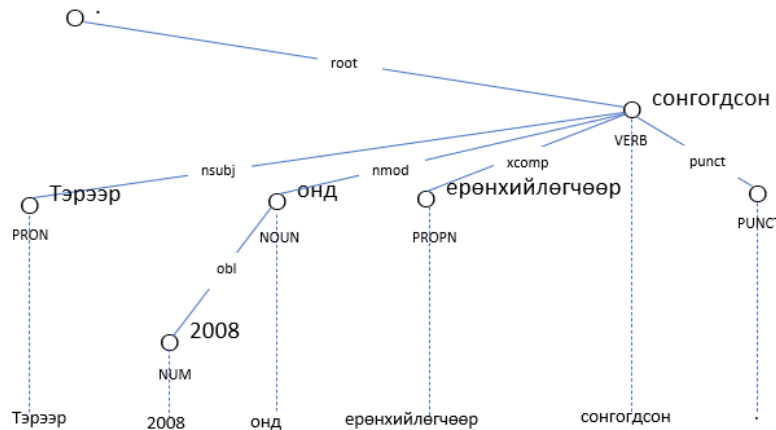 .
root
сонгогдсон
VERB
nsubj nmod xcomp punct
Тэрээр онд ерөнхийлөгчөөр
PRON NOUN PROPN PUNCT
obl
2008
NUM
Тэрээр 2008 онд ерөнхийлөгчөөр сонгогдсон .